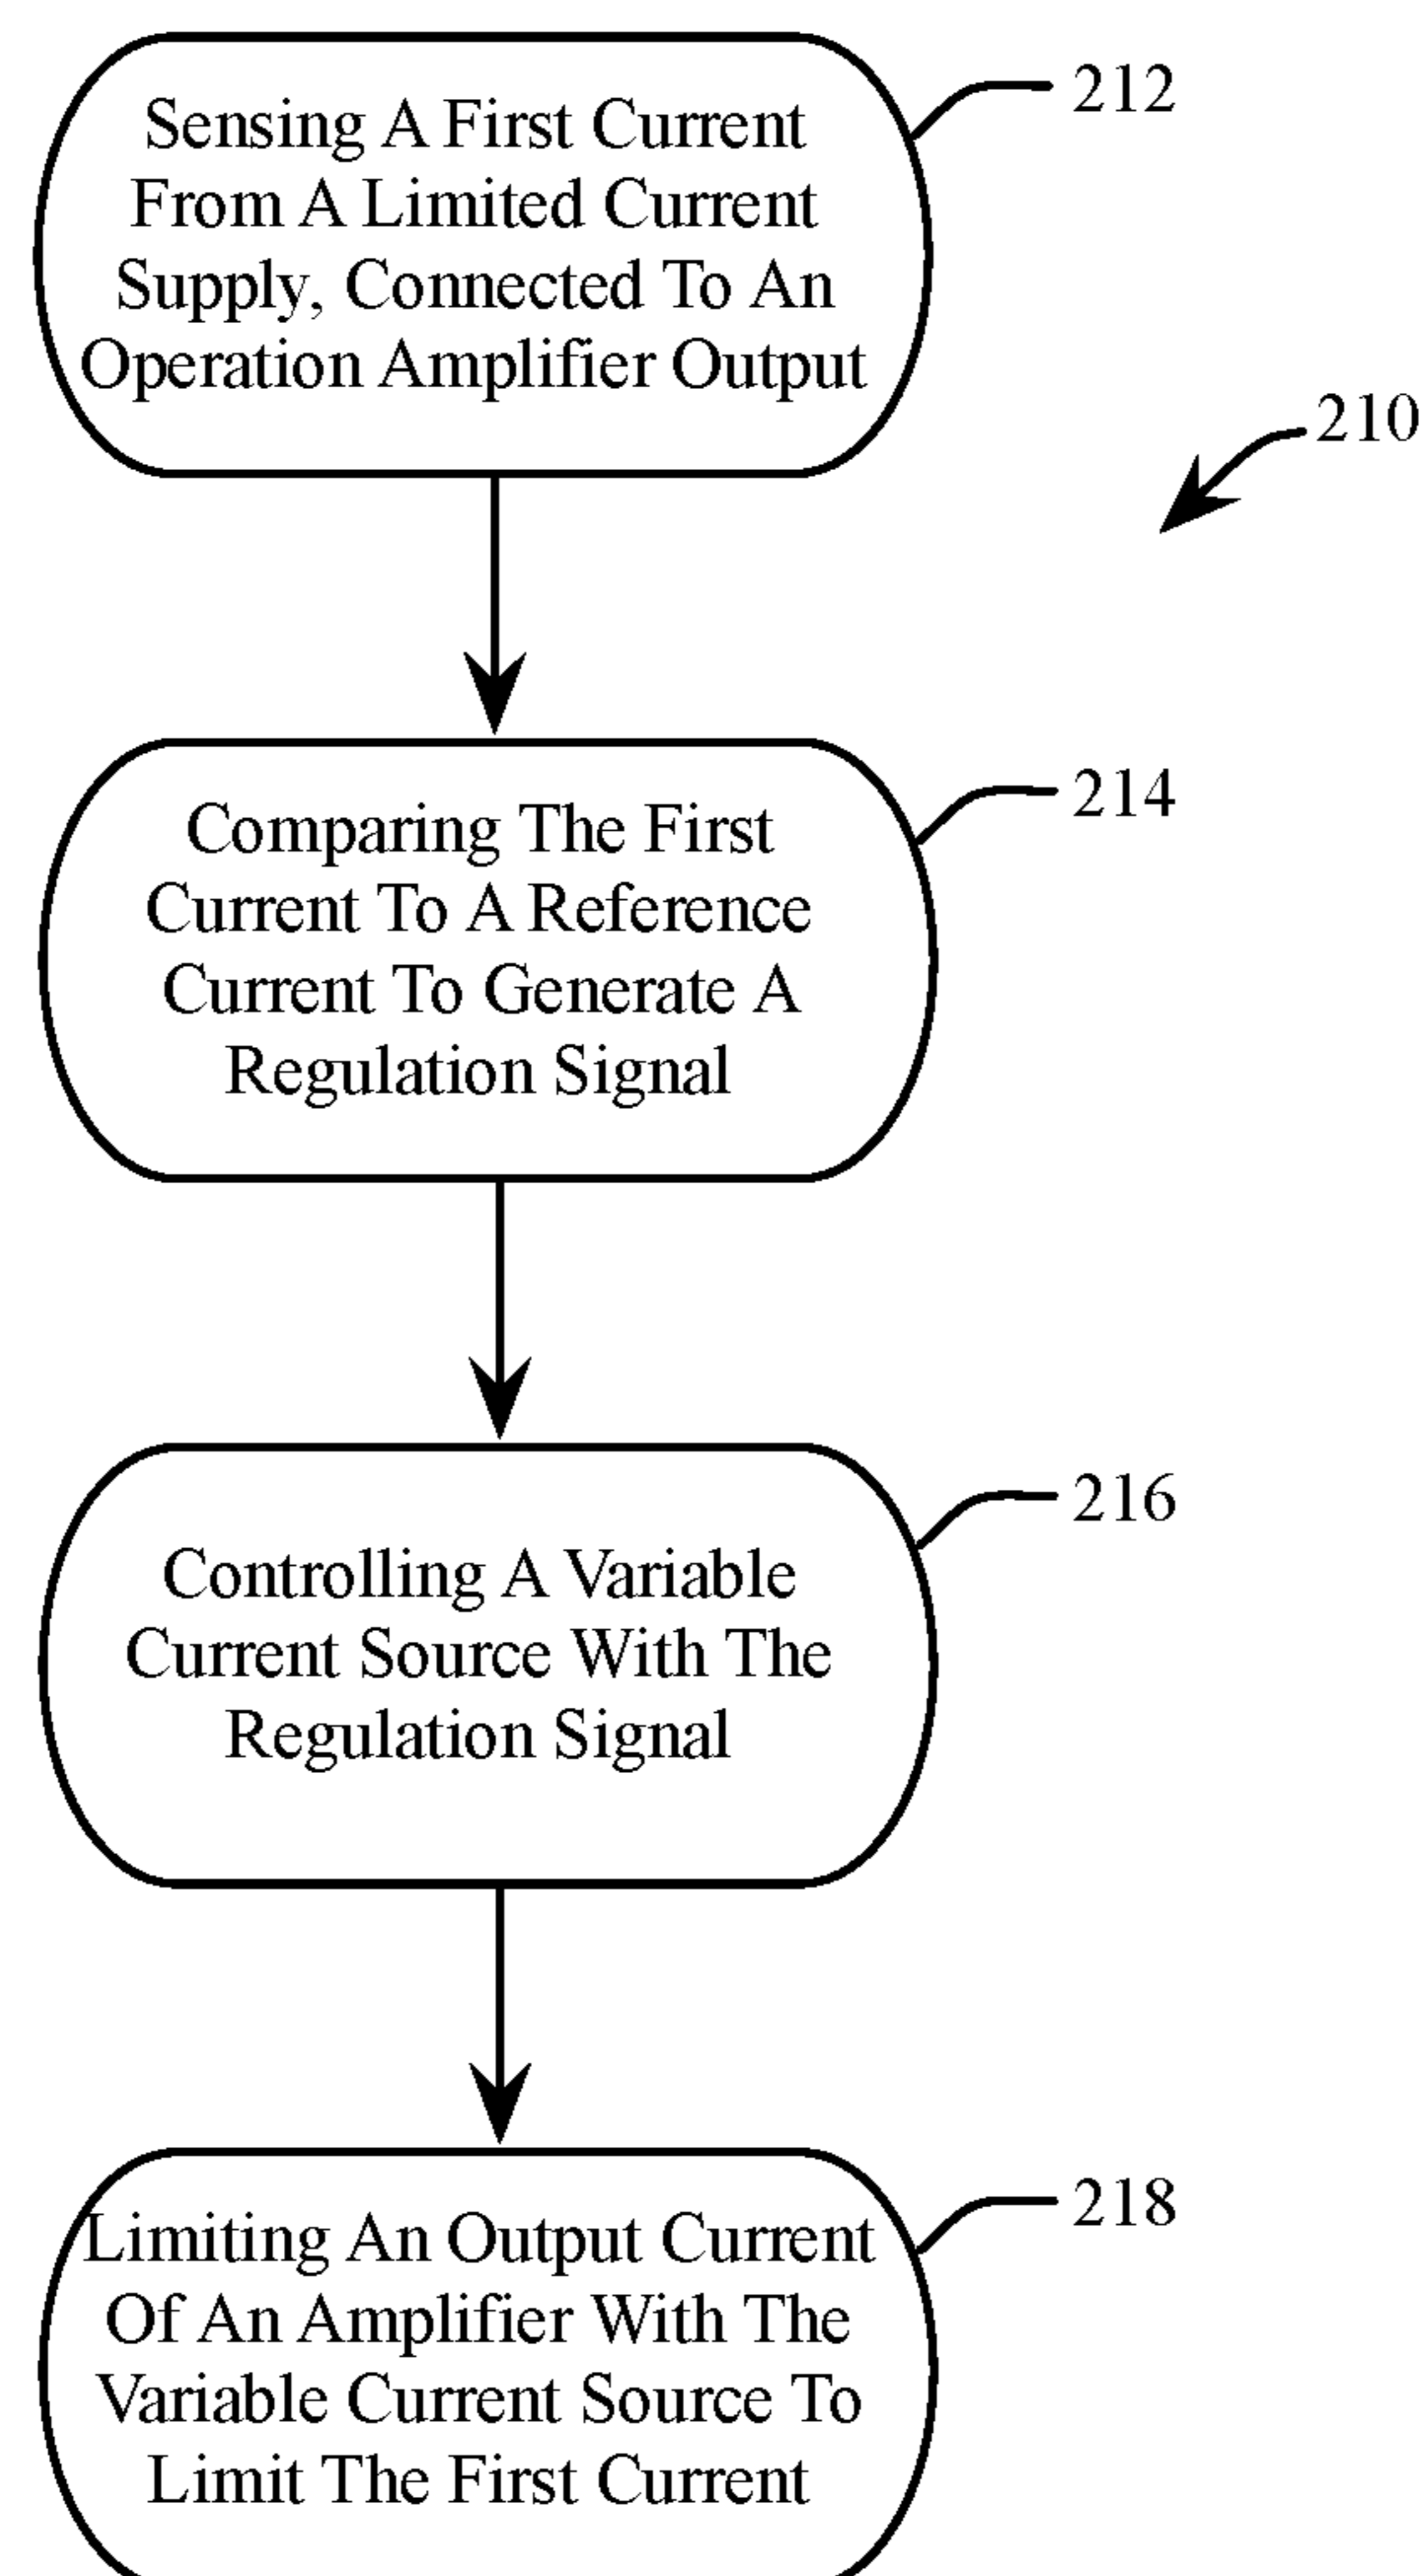 Sensing A First Current
From A Limited Current
Supply, Connected To An
Operation Amplifier Output
212
210
Comparing The First
Current To A Reference
Current To Generate A
Regulation Signal
214
Controlling A Variable
Current Source With The
Regulation Signal
216
Limiting An Output Current
Of An Amplifier With The
Variable Current Source To
Limit The First Current
218